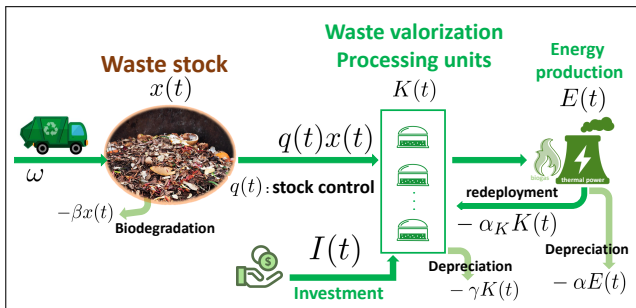 Waste stock
x(t)
Waste valorization
Processing units
K(t)
Energy
production
E(t)
ω
q(t)x(t)
q(t) : stock control
biogas
thermal power
redeployment
− α_K K(t)
−βx(t)
Biodegradation
I(t)
Investment
$
Depreciation
− γK(t)
Depreciation
− αE(t)